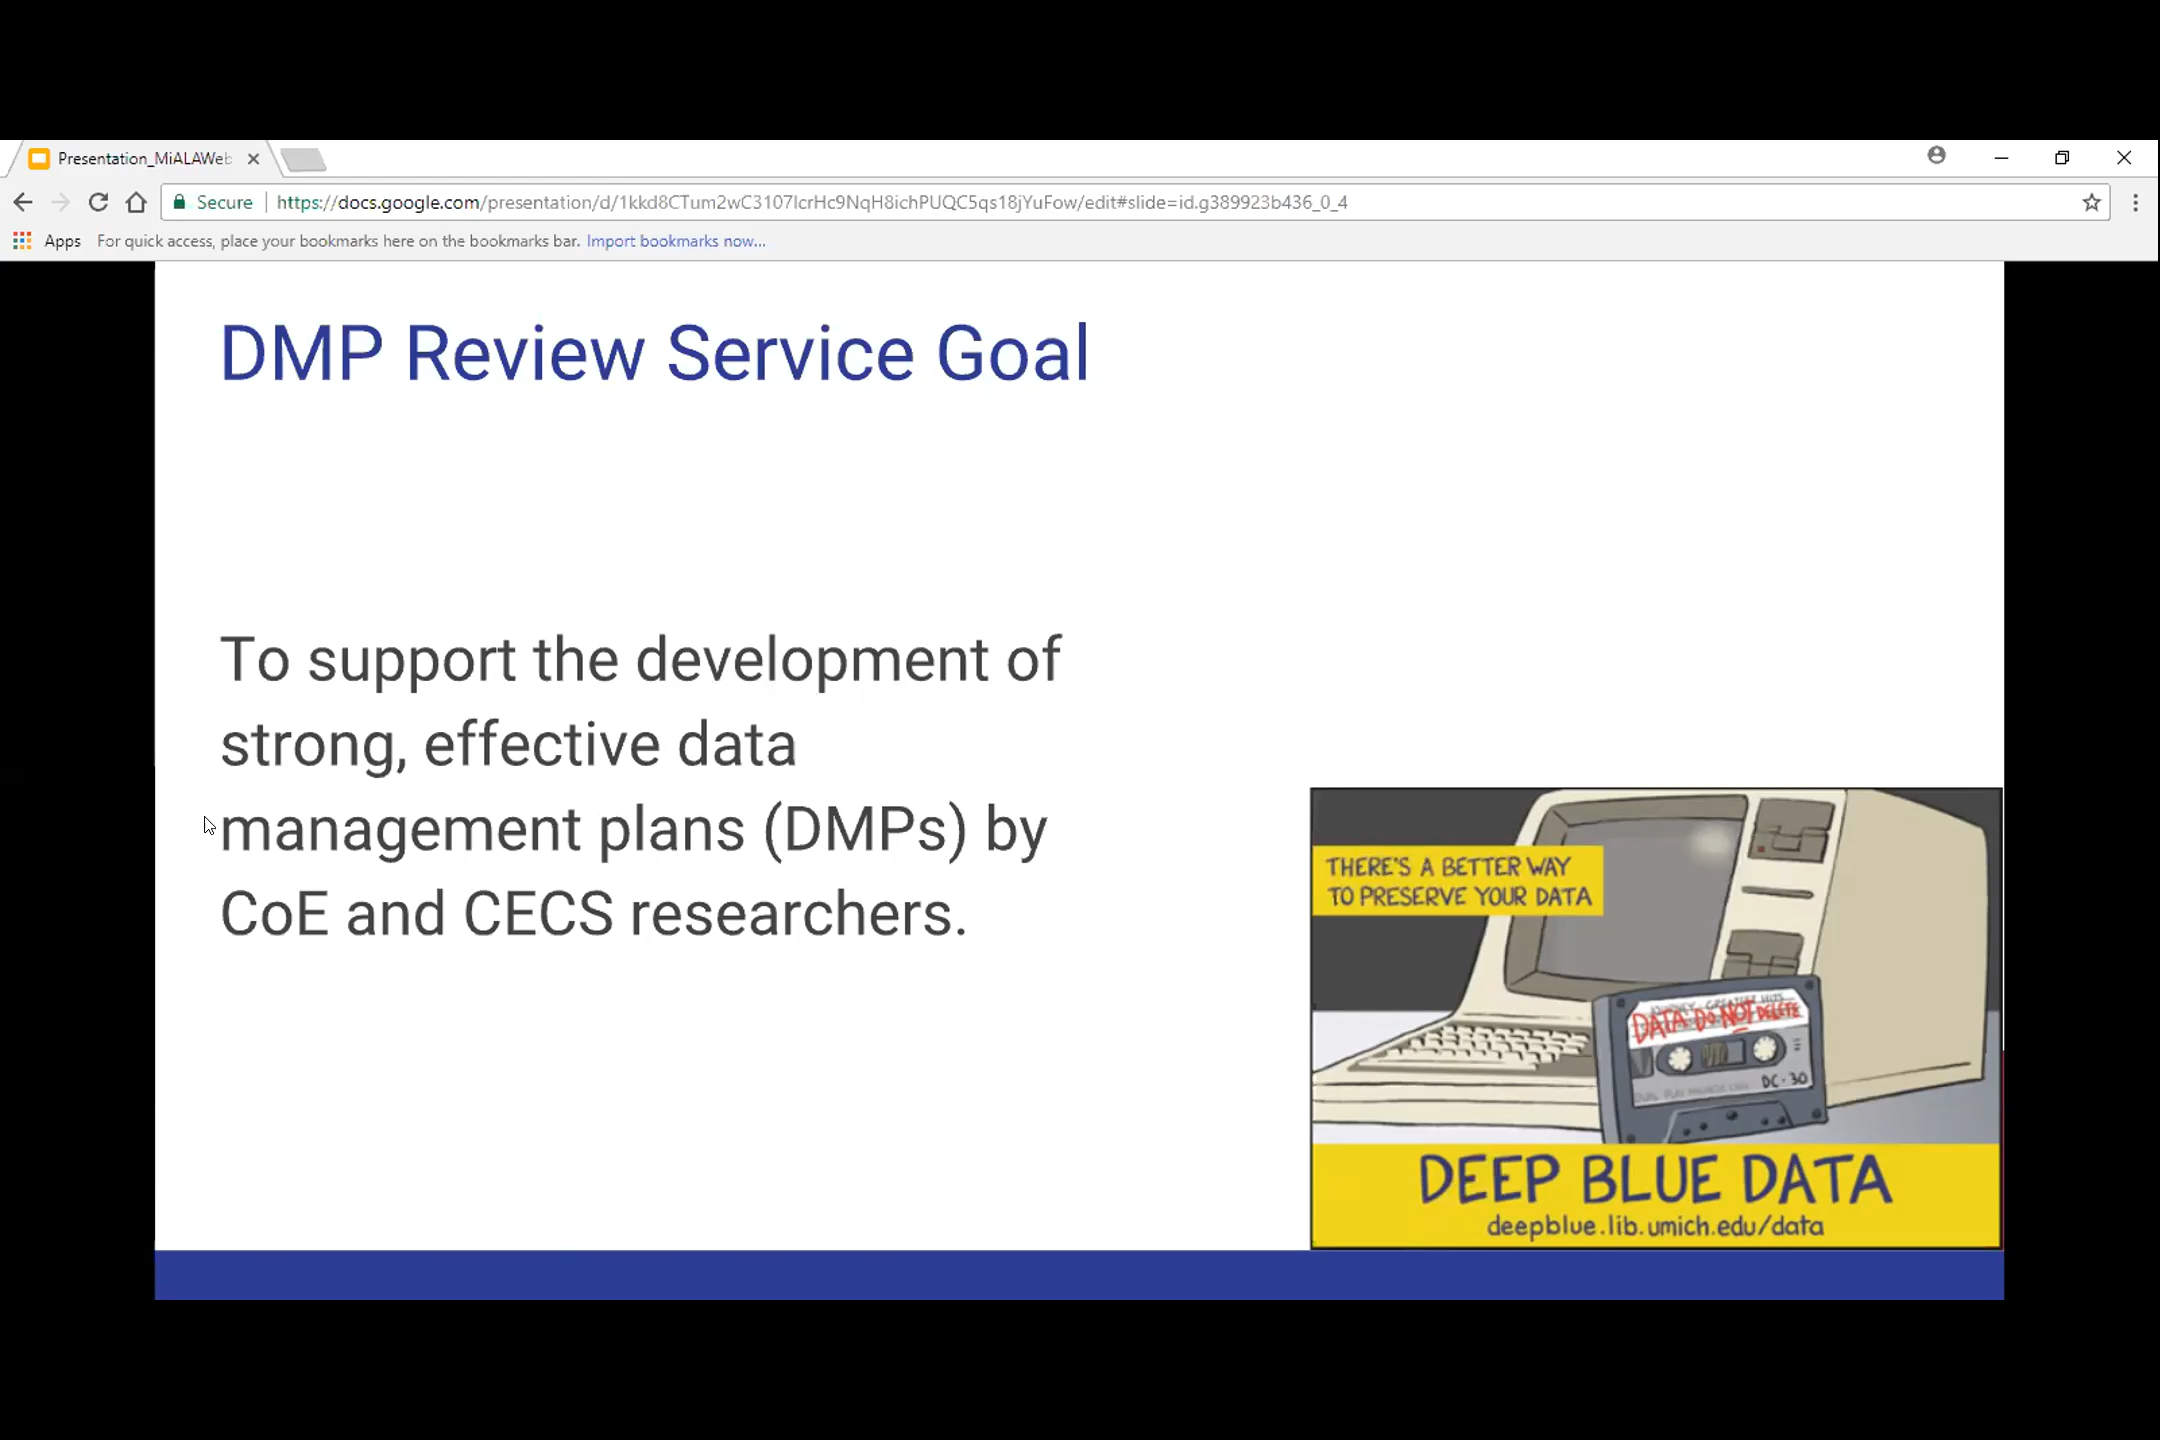 Presentation_MiALAWeb
Secure
https://docs.google.com/presentation/d/1kkd8CTum2wC3107lcrHc9NqH8ichPUQC5qs18jYuFow/edit#slide=id.g389923b436_0_4
Apps For quick access, place your bookmarks here on the bookmarks bar. Import bookmarks now...
DMP Review Service Goal
To support the development of
strong, effective data
management plans (DMPs) by
CoE and CECS researchers.
THERE'S A BETTER WAY
TO PRESERVE YOUR DATA
DATA DO NOT DELETE
DC-30
DEEP BLUE DATA
deepblue.lib.umich.edu/data